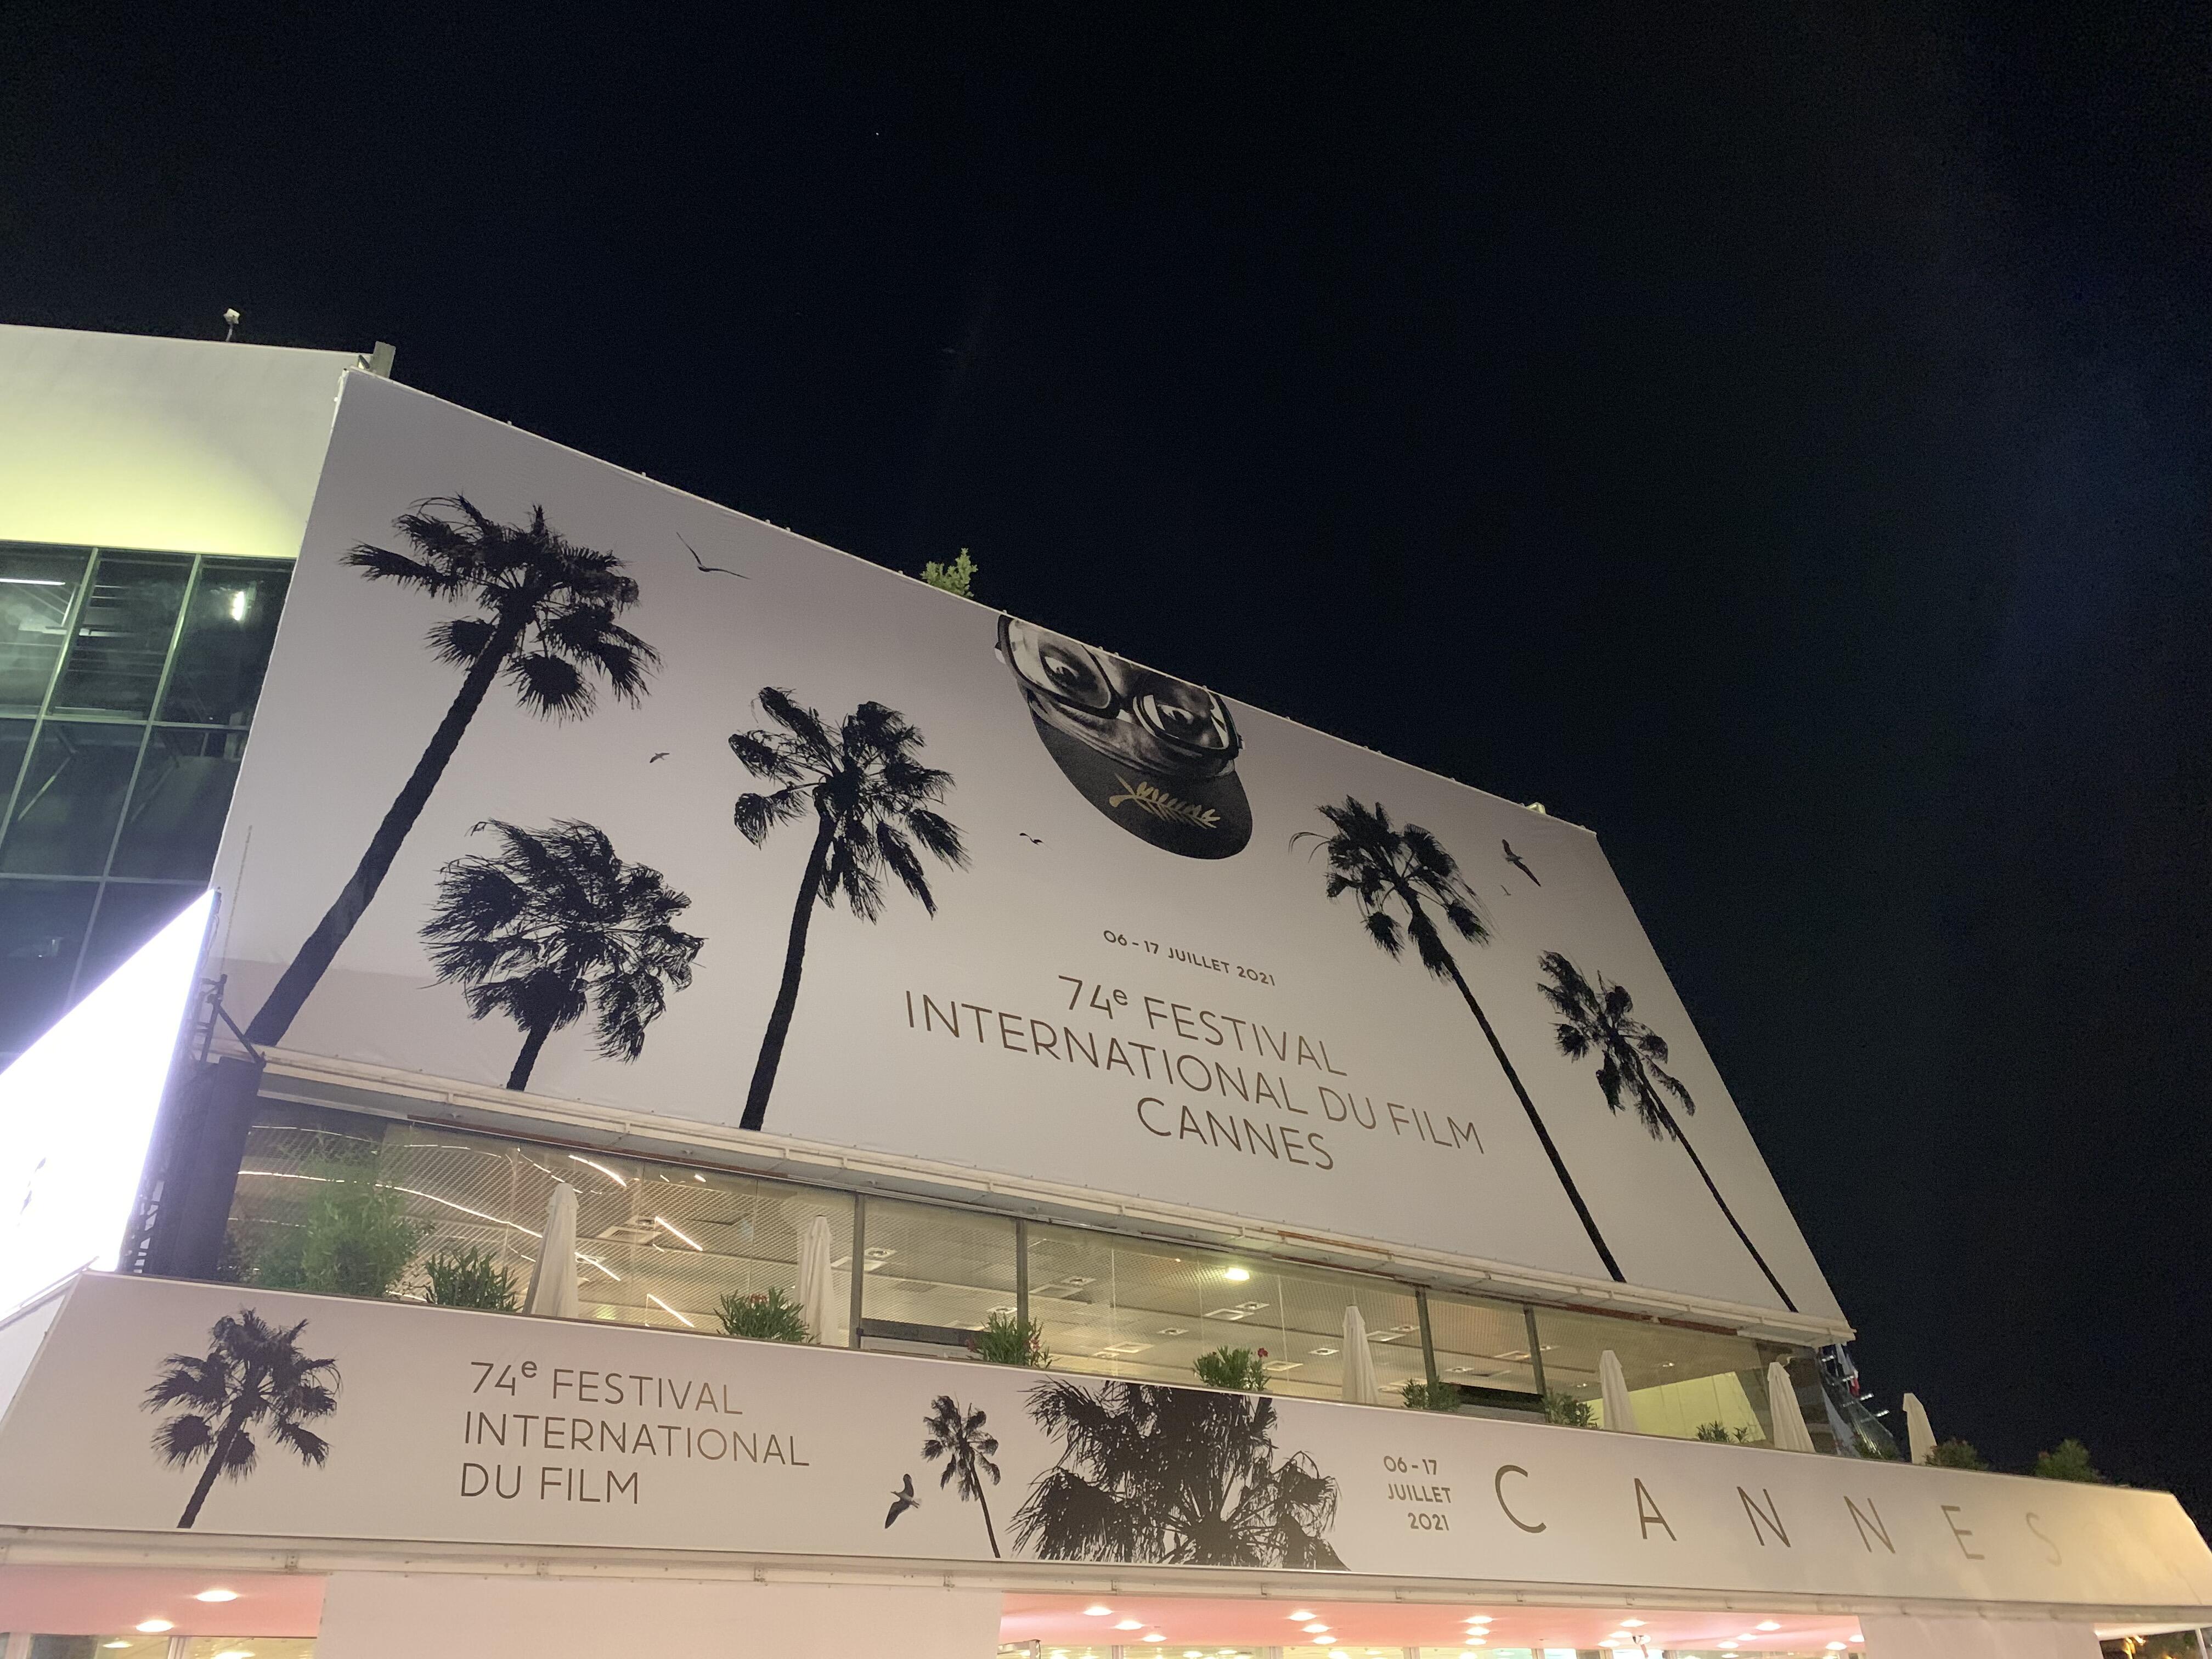 06-17 JUILLET 2021
74e FESTIVAL
INTERNATIONAL DU FILM
CANNES
74e FESTIVAL
INTERNATIONAL
DU FILM
06-17
JUILLET
2021
CANNES